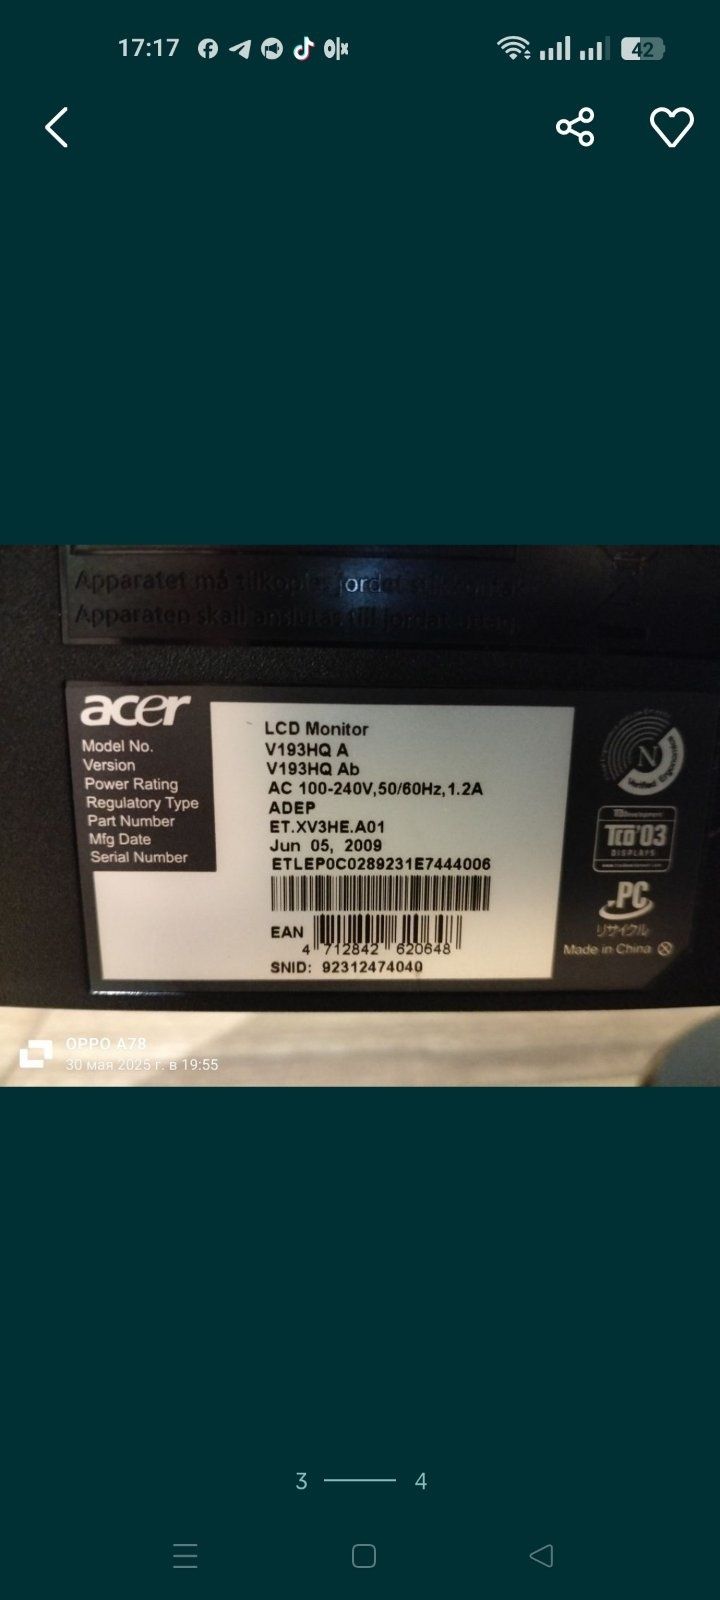 17:17
42
Apparatet må tilkoples jordet
Apparaten skall anslutas till jordat
acer
LCD Monitor
Model No. V193HQ A
Version V193HQ Ab
Power Rating AC 100-240V,50/60Hz,1.2A
Regulatory Type ADEP
Part Number ET.XV3HE.A01
Mfg Date Jun 05, 2009
Serial Number ETLEP0C0289231E7444006
EAN 4 712842 620648
SNID: 92312474040
N
TCO'03
DISPLAYS
PC
リサイクル
Made in China
OPPO A78
30 мая 2025 г. в 19:55
3 4